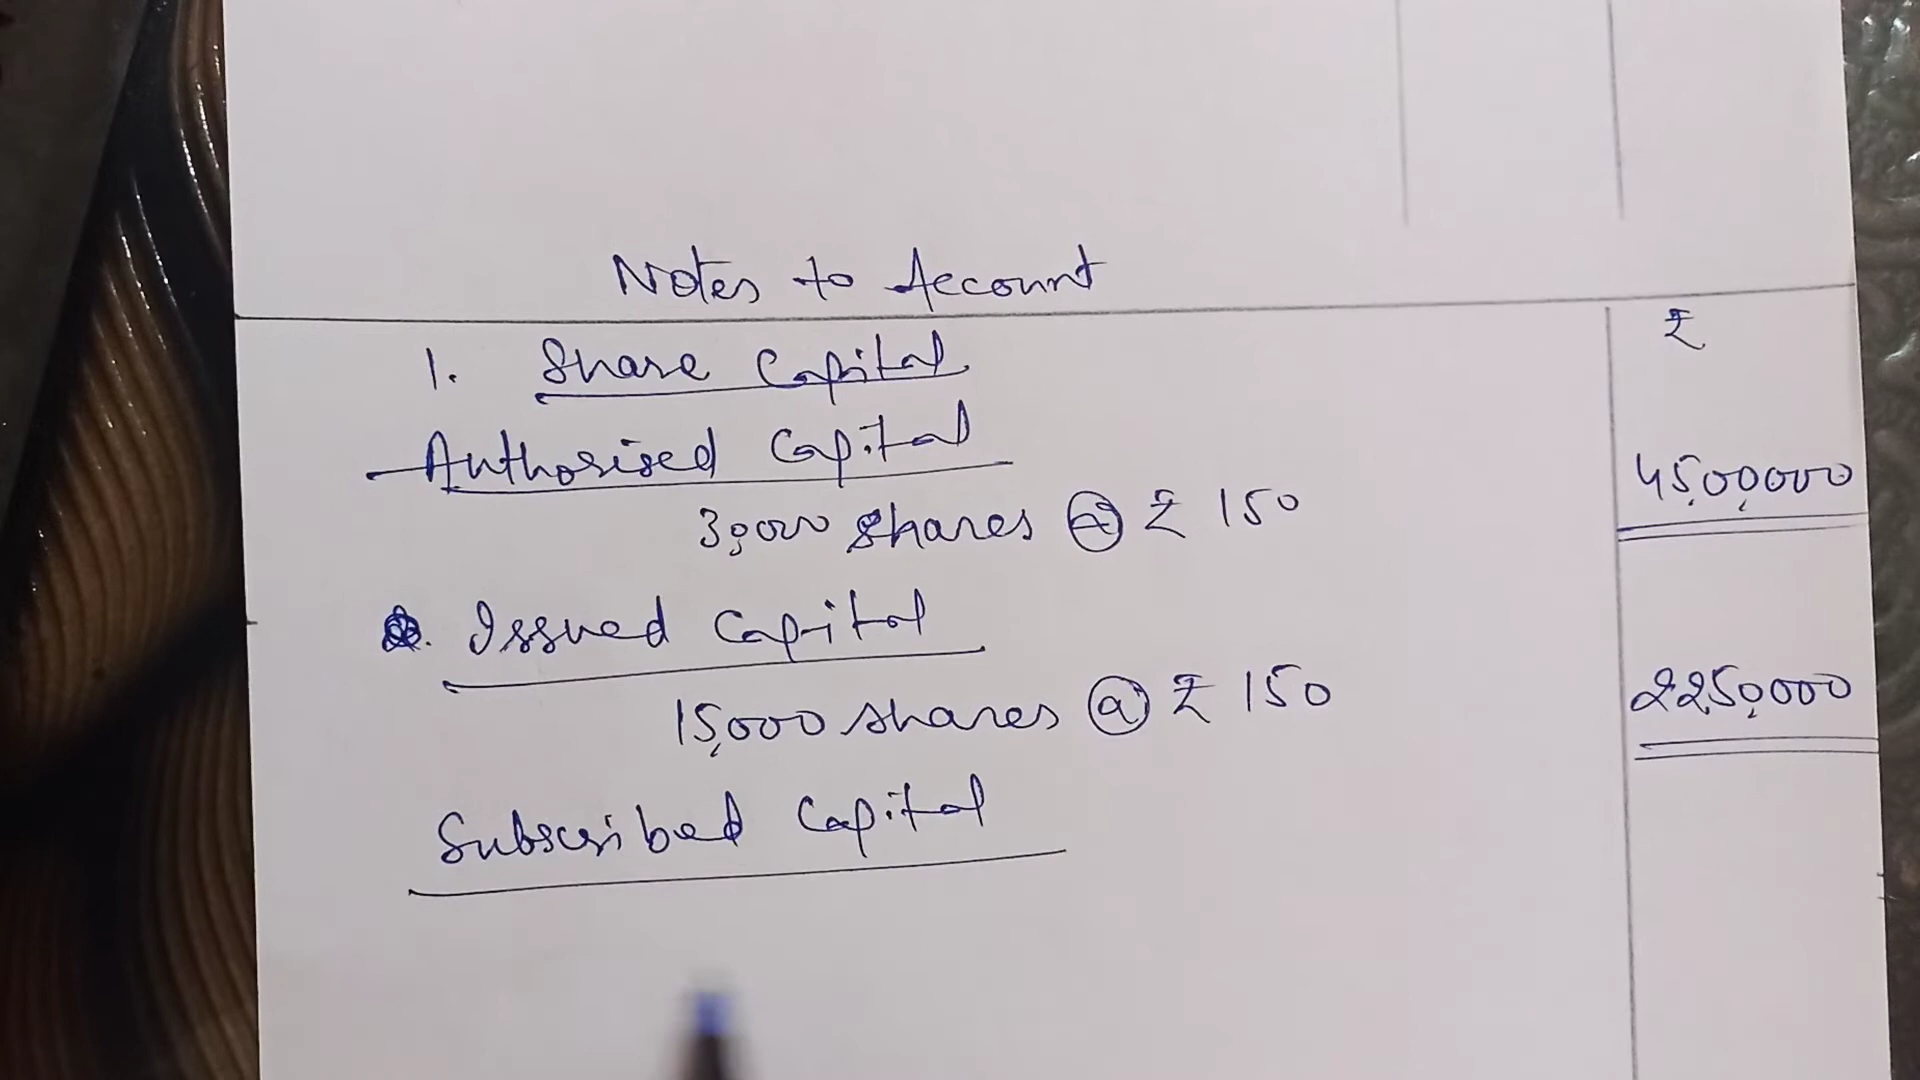 Notes to Account
₹
1. Share Capital
Authorised Capital
30,000 shares @ ₹ 150
45,00,000
Issued Capital
15,000 shares @ ₹ 150
22,50,000
Subscribed Capital